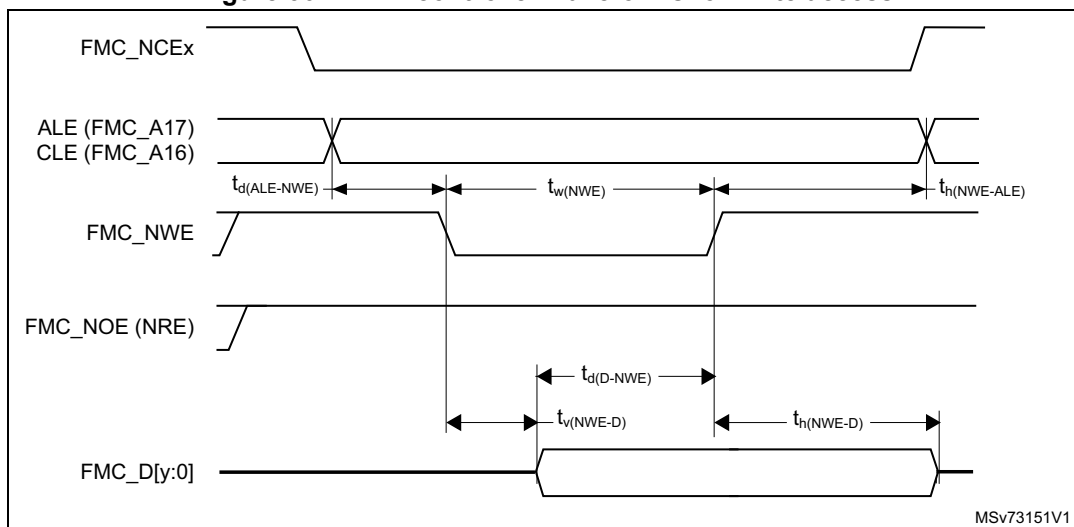 FMC_NCEx
ALE (FMC_A17)
CLE (FMC_A16)
td(ALE-NWE)
tw(NWE)
th(NWE-ALE)
FMC_NWE
FMC_NOE (NRE)
td(D-NWE)
tv(NWE-D)
th(NWE-D)
FMC_D[y:0]
MSv73151V1